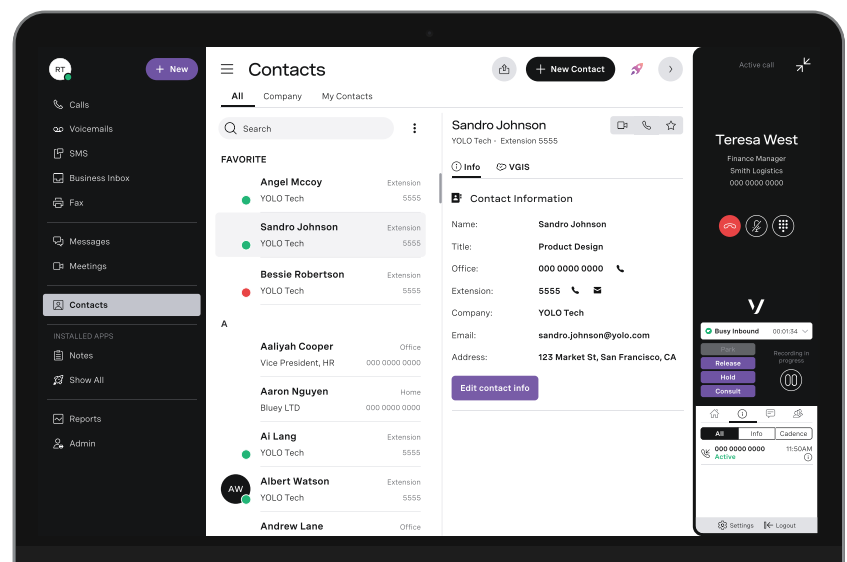 RT
+ New
Calls
Voicemails
SMS
Business Inbox
Fax
Messages
Meetings
Contacts
INSTALLED APPS
Notes
Show All
Reports
Admin
Contacts
+ New Contact
All Company My Contacts
Search
FAVORITE
Angel Mccoy Extension
YOLO Tech 5555
Sandro Johnson Extension
YOLO Tech 5555
Bessie Robertson Extension
YOLO Tech 5555
A
Aaliyah Cooper Office
Vice President, HR 000 0000 0000
Aaron Nguyen Home
Bluey LTD 000 0000 0000
Ai Lang Extension
YOLO Tech 5555
AW
Albert Watson Extension
YOLO Tech 5555
Andrew Lane Office
Sandro Johnson
YOLO Tech - Extension 5555
Info VGIS
Contact Information
Name: Sandro Johnson
Title: Product Design
Office: 000 0000 0000
Extension: 5555
Company: YOLO Tech
Email: sandro.johnson@yolo.com
Address: 123 Market St, San Francisco, CA
Edit contact info
Active call
Teresa West
Finance Manager
Smith Logistics
000 0000 0000
Busy Inbound 00:01:34
Park
Release
Hold
Consult
Recording in
progress
All Info Cadence
000 0000 0000 11:50AM
Active
Settings Logout